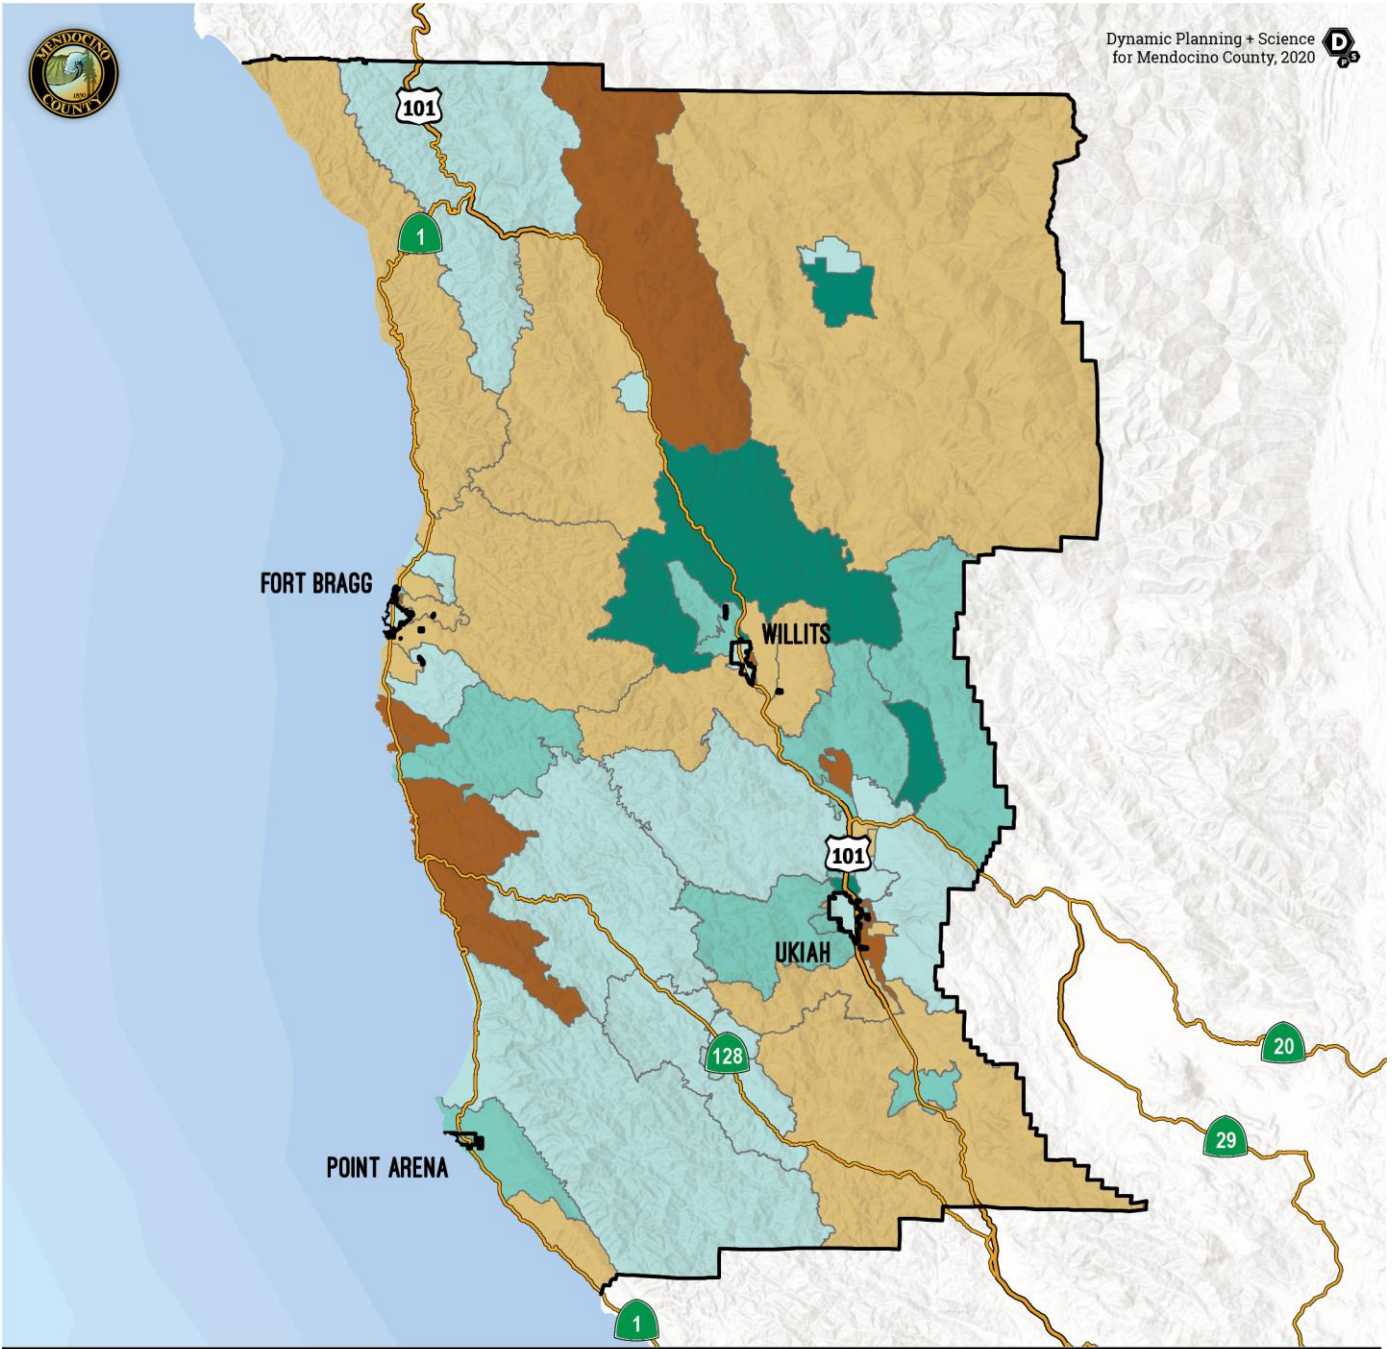 MENDOCINO
1850
COUNTY
Dynamic Planning + Science
for Mendocino County, 2020
D
P S
101
1
FORT BRAGG
WILLITS
101
UKIAH
128
20
29
POINT ARENA
1